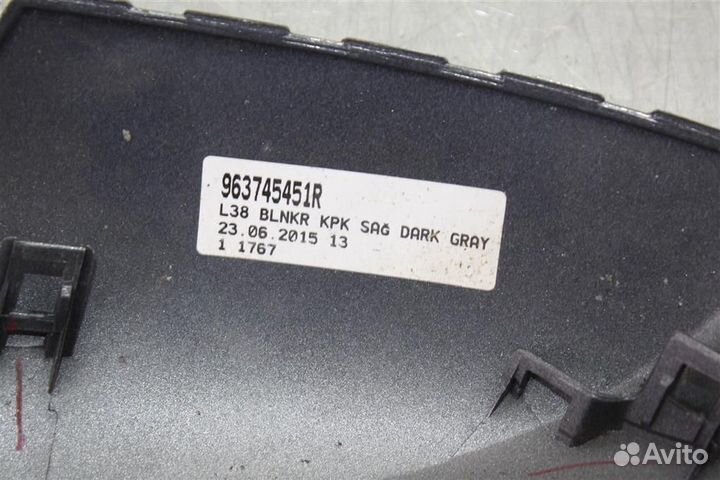 963745451R
L38 BLNKR KPK SAĞ DARK GRAY
23.06.2015 13
1 1767
Avito